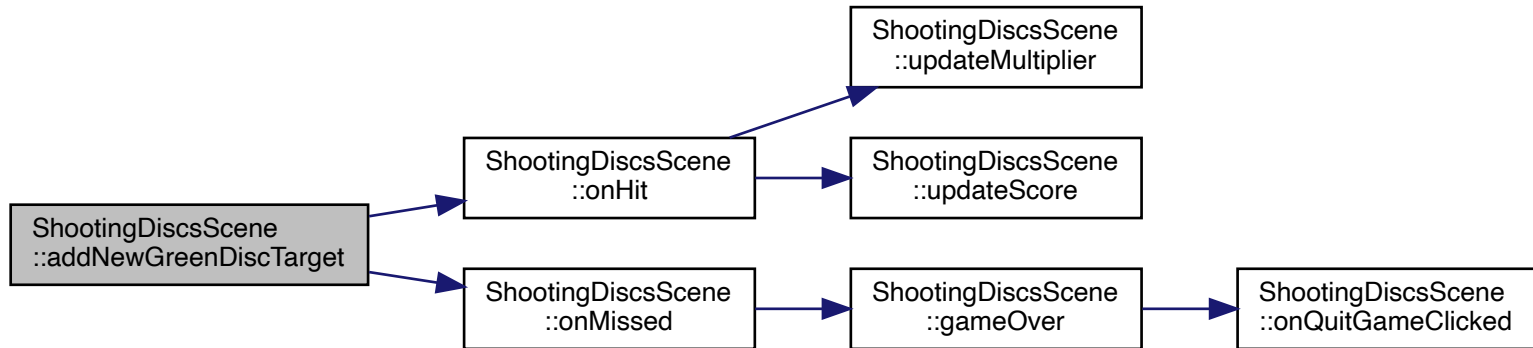 ShootingDiscsScene
::addNewGreenDiscTarget
ShootingDiscsScene
::onHit
ShootingDiscsScene
::updateMultiplier
ShootingDiscsScene
::updateScore
ShootingDiscsScene
::onMissed
ShootingDiscsScene
::gameOver
ShootingDiscsScene
::onQuitGameClicked